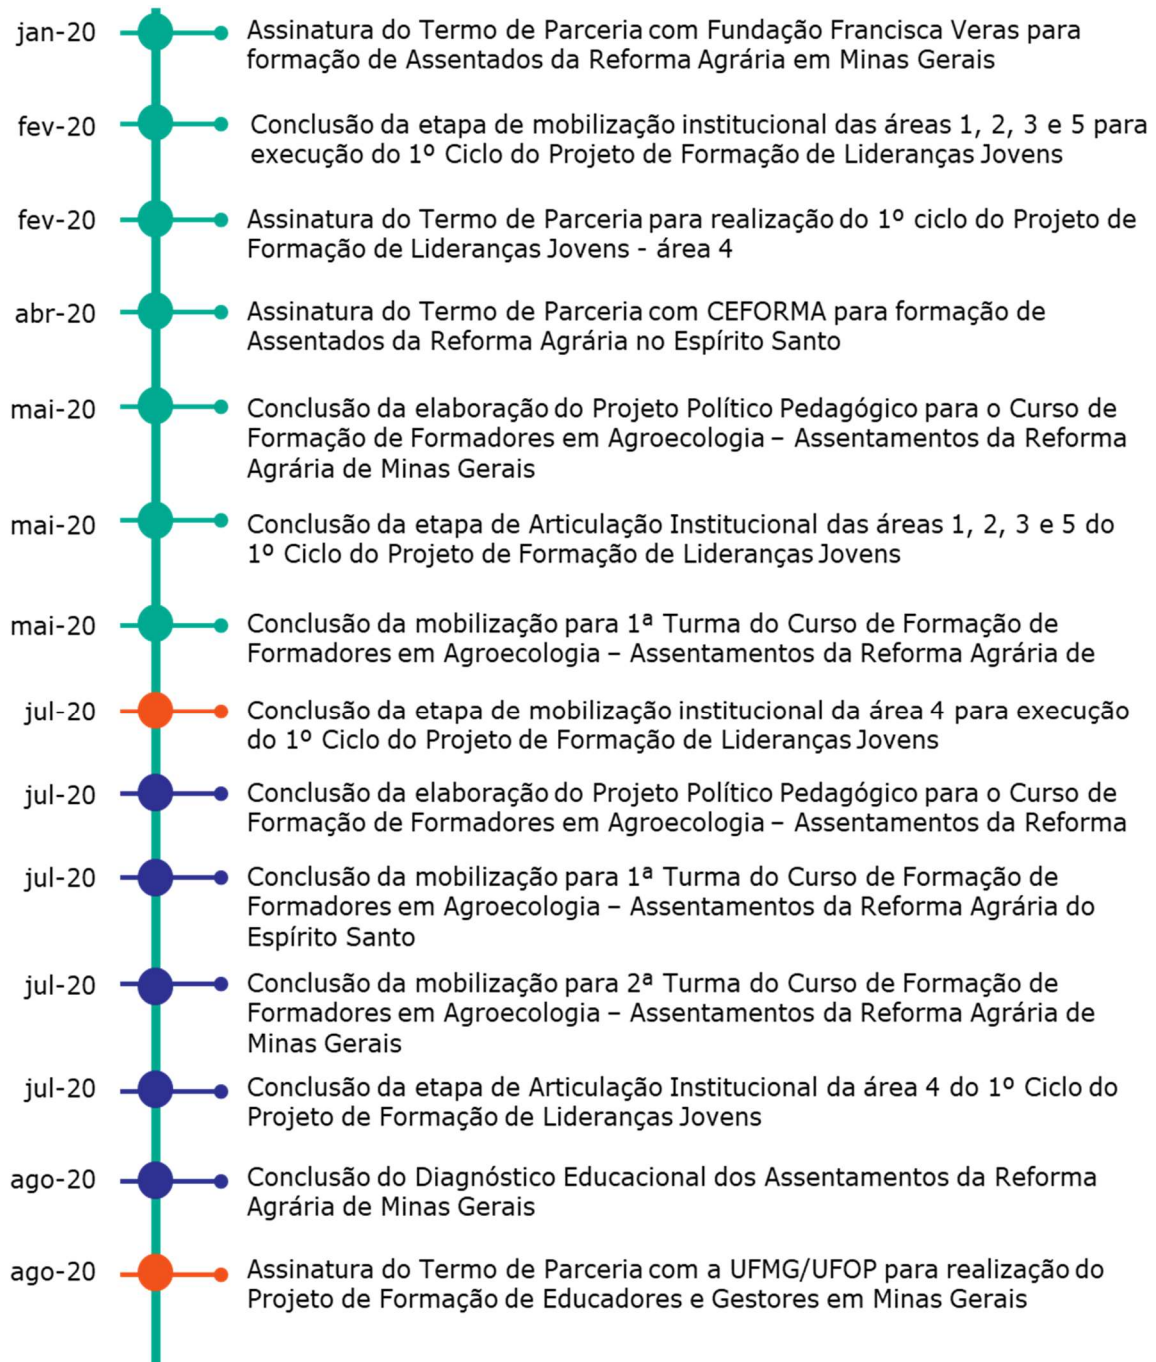 jan-20
Assinatura do Termo de Parceria com Fundação Francisca Veras para
formação de Assentados da Reforma Agrária em Minas Gerais
fev-20
Conclusão da etapa de mobilização institucional das áreas 1, 2, 3 e 5 para
execução do 1º Ciclo do Projeto de Formação de Lideranças Jovens
fev-20
Assinatura do Termo de Parceria para realização do 1º ciclo do Projeto de
Formação de Lideranças Jovens - área 4
abr-20
Assinatura do Termo de Parceria com CEFORMA para formação de
Assentados da Reforma Agrária no Espírito Santo
mai-20
Conclusão da elaboração do Projeto Político Pedagógico para o Curso de
Formação de Formadores em Agroecologia – Assentamentos da Reforma
Agrária de Minas Gerais
mai-20
Conclusão da etapa de Articulação Institucional das áreas 1, 2, 3 e 5 do
1º Ciclo do Projeto de Formação de Lideranças Jovens
mai-20
Conclusão da mobilização para 1ª Turma do Curso de Formação de
Formadores em Agroecologia – Assentamentos da Reforma Agrária de
jul-20
Conclusão da etapa de mobilização institucional da área 4 para execução
do 1º Ciclo do Projeto de Formação de Lideranças Jovens
jul-20
Conclusão da elaboração do Projeto Político Pedagógico para o Curso de
Formação de Formadores em Agroecologia – Assentamentos da Reforma
jul-20
Conclusão da mobilização para 1ª Turma do Curso de Formação de
Formadores em Agroecologia – Assentamentos da Reforma Agrária do
Espírito Santo
jul-20
Conclusão da mobilização para 2ª Turma do Curso de Formação de
Formadores em Agroecologia – Assentamentos da Reforma Agrária de
Minas Gerais
jul-20
Conclusão da etapa de Articulação Institucional da área 4 do 1º Ciclo do
Projeto de Formação de Lideranças Jovens
ago-20
Conclusão do Diagnóstico Educacional dos Assentamentos da Reforma
Agrária de Minas Gerais
ago-20
Assinatura do Termo de Parceria com a UFMG/UFOP para realização do
Projeto de Formação de Educadores e Gestores em Minas Gerais